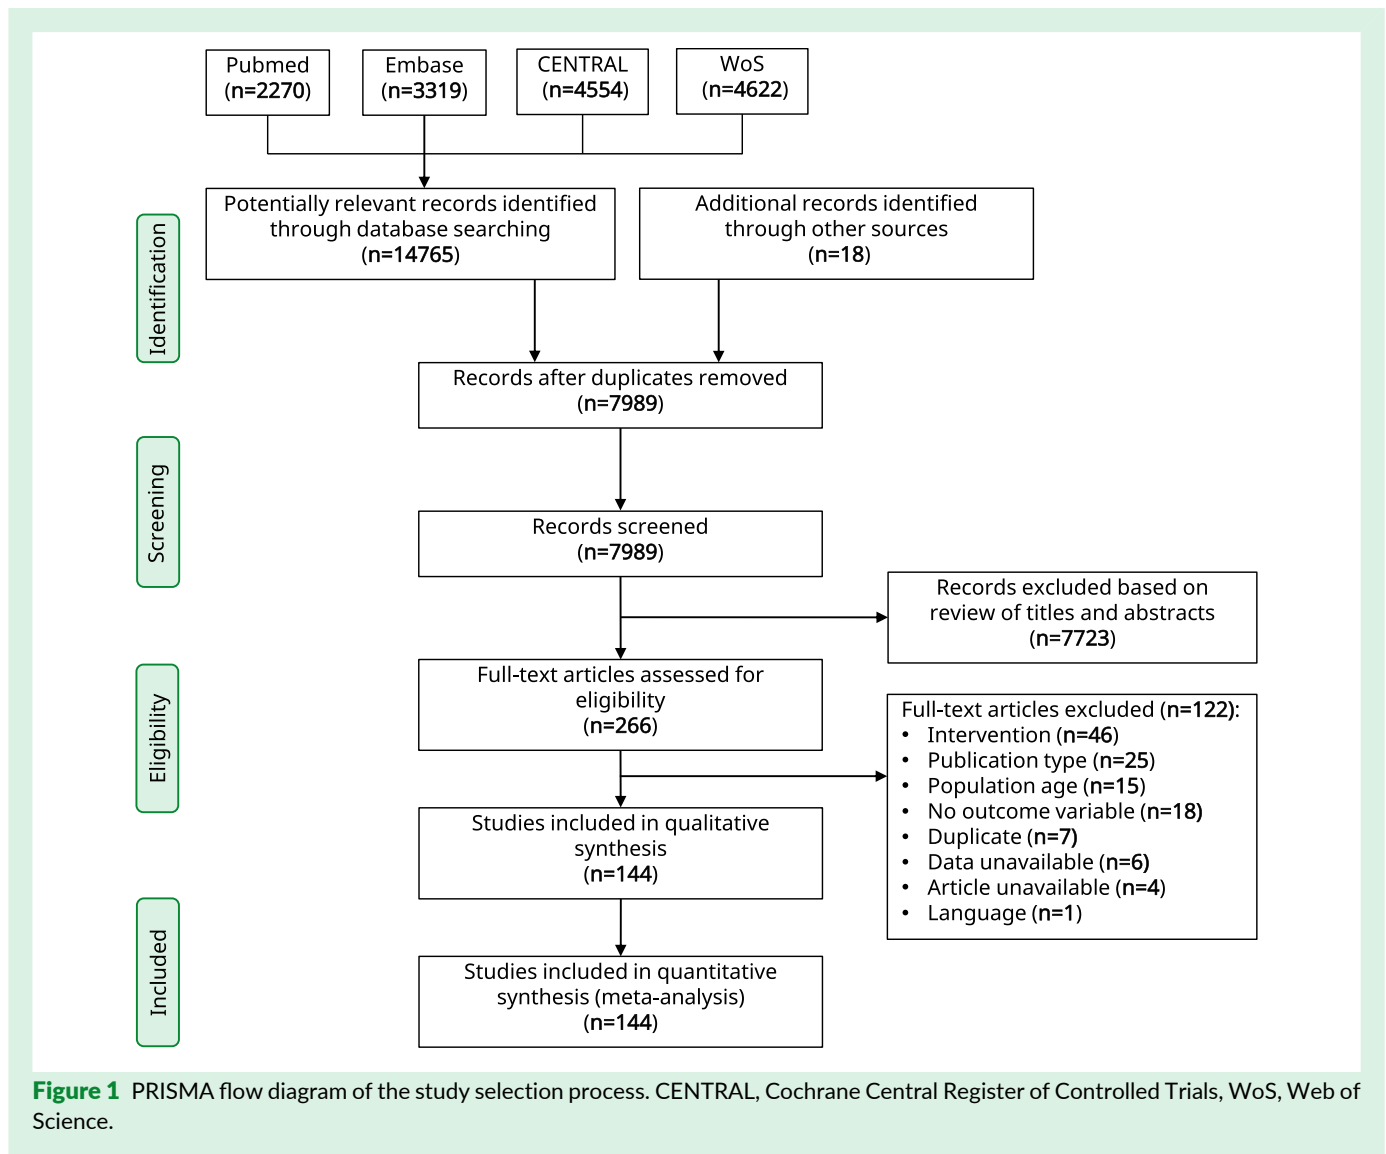 Pubmed
(n=2270)
Embase
(n=3319)
CENTRAL
(n=4554)
WoS
(n=4622)
Identification
Potentially relevant records identified
through database searching
(n=14765)
Additional records identified
through other sources
(n=18)
Records after duplicates removed
(n=7989)
Screening
Records screened
(n=7989)
Records excluded based on
review of titles and abstracts
(n=7723)
Eligibility
Full-text articles assessed for
eligibility
(n=266)
Full-text articles excluded (n=122):
• Intervention (n=46)
• Publication type (n=25)
• Population age (n=15)
• No outcome variable (n=18)
• Duplicate (n=7)
• Data unavailable (n=6)
• Article unavailable (n=4)
• Language (n=1)
Studies included in qualitative
synthesis
(n=144)
Included
Studies included in quantitative
synthesis (meta-analysis)
(n=144)
Figure 1 PRISMA flow diagram of the study selection process. CENTRAL, Cochrane Central Register of Controlled Trials, WoS, Web of
Science.